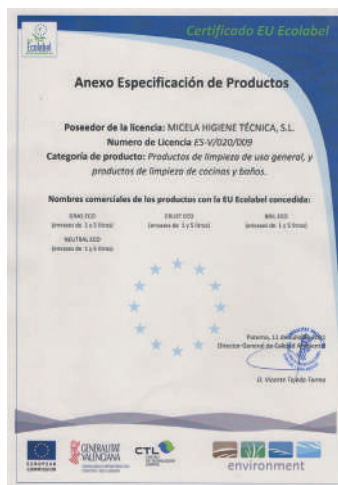 Ecolabel
Certificado EU Ecolabel
Anexo Especificación de Productos
Poseedor de la licencia: MICELA HIGIENE TÉCNICA, S.L.
Numero de Licencia ES-V/020/009
Categoría de producto: Productos de limpieza de uso general, y
productos de limpieza de cocinas y baños.
Nombres comerciales de los productos con la EU Ecolabel concedida:
(envases de 1 y 5 litros)
(envases de 1 y 5 litros)
(envases de 1 y 5 litros)
NEUTRAL ECO
(envases de 1 y 5 litros)
Paterna, 11 de
Director General de Calidad Ambiental
D. Vicente Tejedo Tormo
EUROPEAN
COMMISSION
GENERALITAT
VALENCIANA
CTL
environment